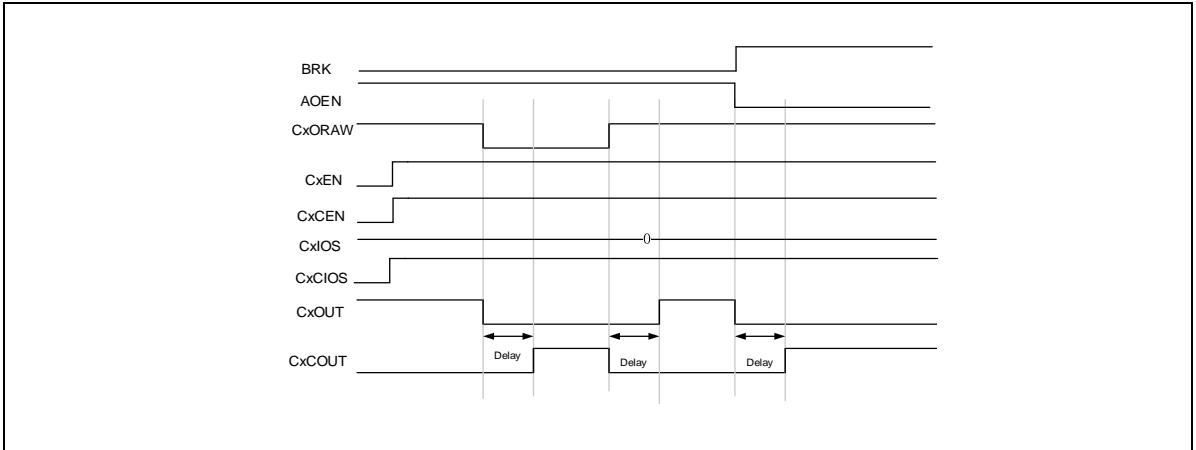 BRK
AOEN
CxORAW
CxEN
CxCEN
CxIOS
0
CxCIOS
CxOUT
Delay
Delay
Delay
CxCOUT